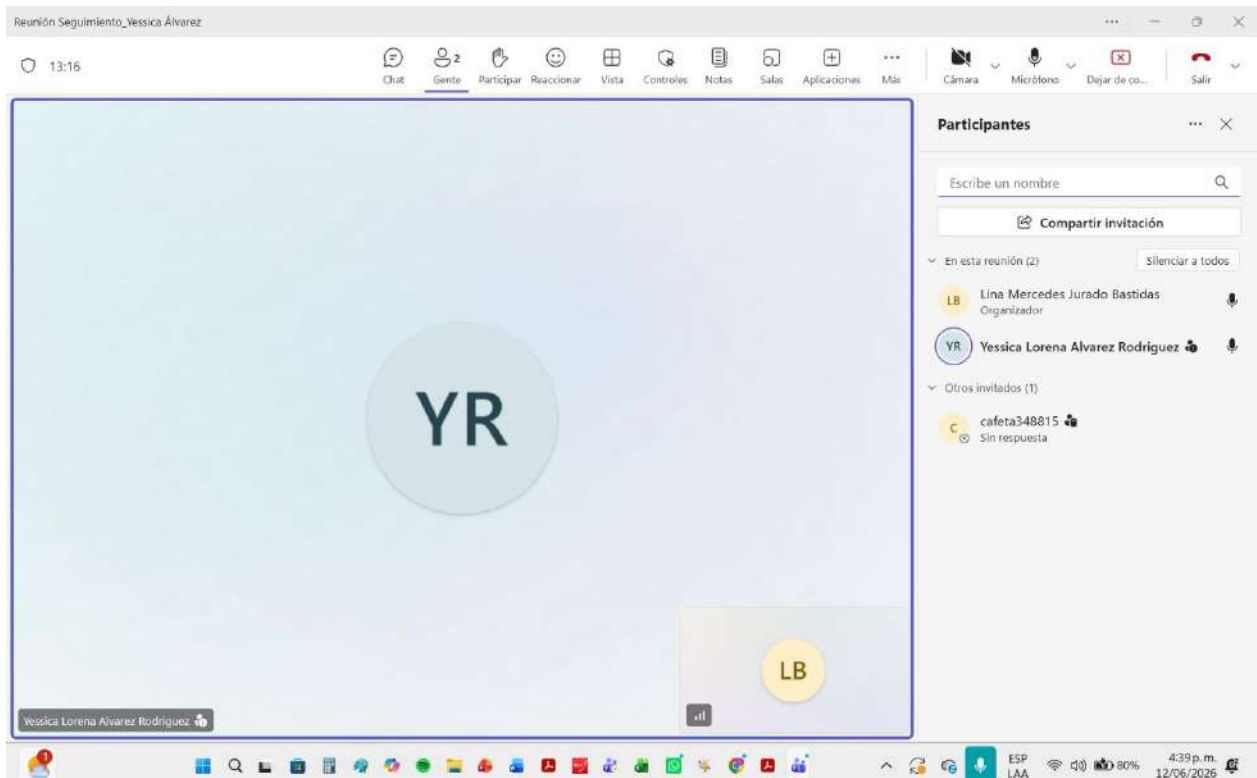 Reunión Seguimiento_Yessica Álvarez
13:16
Chat
2
Gente
Participar
Reaccionar
Vista
Controles
Notas
Salas
Aplicaciones
Más
Cámara
Micrófono
Dejar de co...
Salir
YR
LB
Yessica Lorena Alvarez Rodriguez
Participantes
Escribe un nombre
Compartir invitación
En esta reunión (2)
Silenciar a todos
LB
Lina Mercedes Jurado Bastidas
Organizador
YR
Yessica Lorena Alvarez Rodriguez
Otros invitados (1)
C
cafeta348815
Sin respuesta
1
ESP
LAA
80%
4:39 p. m.
12/06/2026